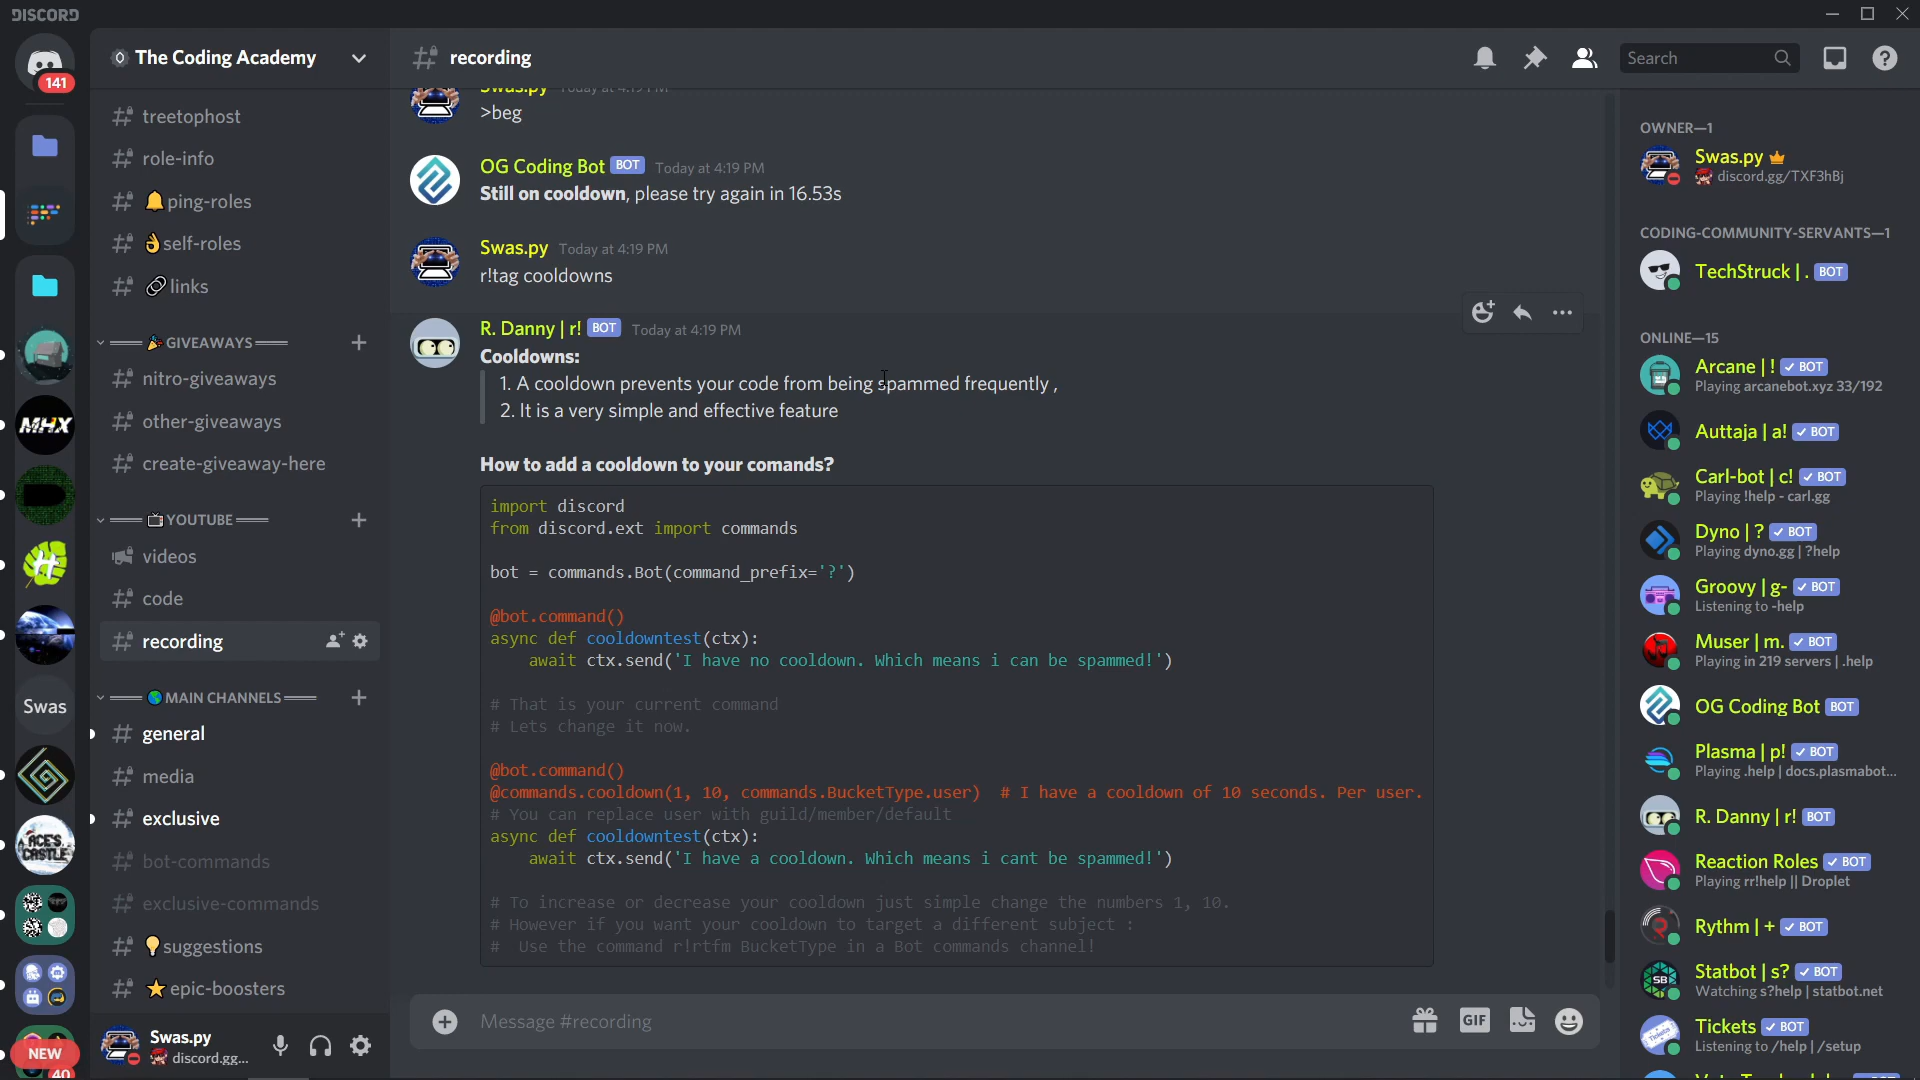 DISCORD
141
The Coding Academy
treetophost
role-info
🔔ping-roles
👌self-roles
🔗links
🎉GIVEAWAYS
nitro-giveaways
other-giveaways
create-giveaway-here
📺YOUTUBE
videos
code
recording
🌎MAIN CHANNELS
general
media
exclusive
bot-commands
exclusive-commands
💡suggestions
⭐epic-boosters
MHX
Swas
ACE'S CASTLE
NEW
40
Swas.py
discord.gg...
recording
Search
Swas.py Today at 4:19 PM
>beg
OG Coding Bot BOT Today at 4:19 PM
Still on cooldown, please try again in 16.53s
Swas.py Today at 4:19 PM
r!tag cooldowns
R. Danny | r! BOT Today at 4:19 PM
Cooldowns:
1. A cooldown prevents your code from being spammed frequently ,
2. It is a very simple and effective feature
How to add a cooldown to your comands?
import discord
from discord.ext import commands
bot = commands.Bot(command_prefix='?')
@bot.command()
async def cooldowntest(ctx):
await ctx.send('I have no cooldown. Which means i can be spammed!')
# That is your current command
# Lets change it now.
@bot.command()
@commands.cooldown(1, 10, commands.BucketType.user)  # I have a cooldown of 10 seconds. Per user.
# You can replace user with guild/member/default
async def cooldowntest(ctx):
await ctx.send('I have a cooldown. Which means i cant be spammed!')
# To increase or decrease your cooldown just simple change the numbers 1, 10.
# However if you want your cooldown to target a different subject :
#  Use the command r!rtfm BucketType in a Bot commands channel!
Message #recording
GIF
OWNER—1
Swas.py
discord.gg/TXF3hBj
CODING-COMMUNITY-SERVANTS—1
TechStruck | . BOT
ONLINE—15
Arcane | ! BOT
Playing arcanebot.xyz 33/192
Auttaja | a! BOT
Carl-bot | c! BOT
Playing !help - carl.gg
Dyno | ? BOT
Playing dyno.gg | ?help
Groovy | g- BOT
Listening to -help
Muser | m. BOT
Playing in 219 servers | .help
OG Coding Bot BOT
Plasma | p! BOT
Playing .help | docs.plasmabot...
R. Danny | r! BOT
Reaction Roles BOT
Playing rr!help || Droplet
Rythm | + BOT
Statbot | s? BOT
Watching s?help | statbot.net
SB
Tickets BOT
Listening to /help | /setup